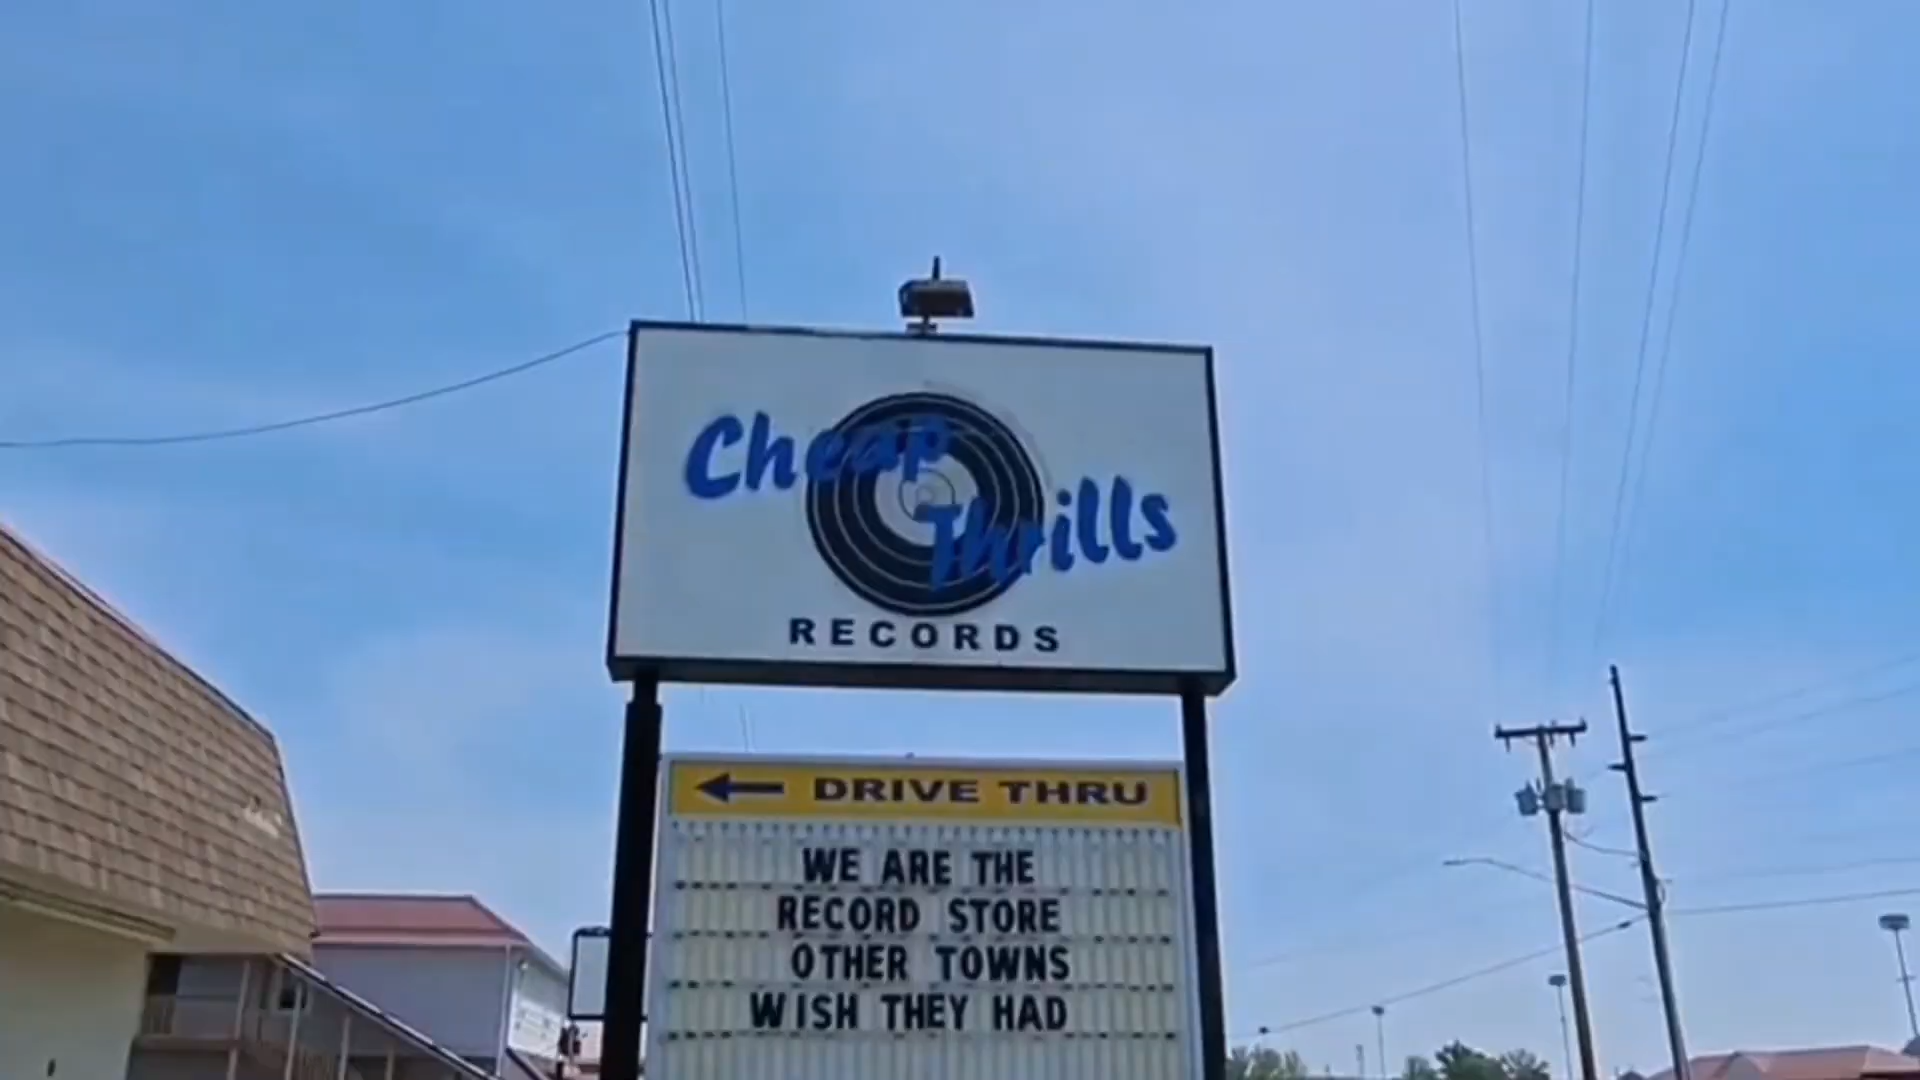 Cheap
Thrills
RECORDS
← DRIVE THRU
WE ARE THE
RECORD STORE
OTHER TOWNS
WISH THEY HAD